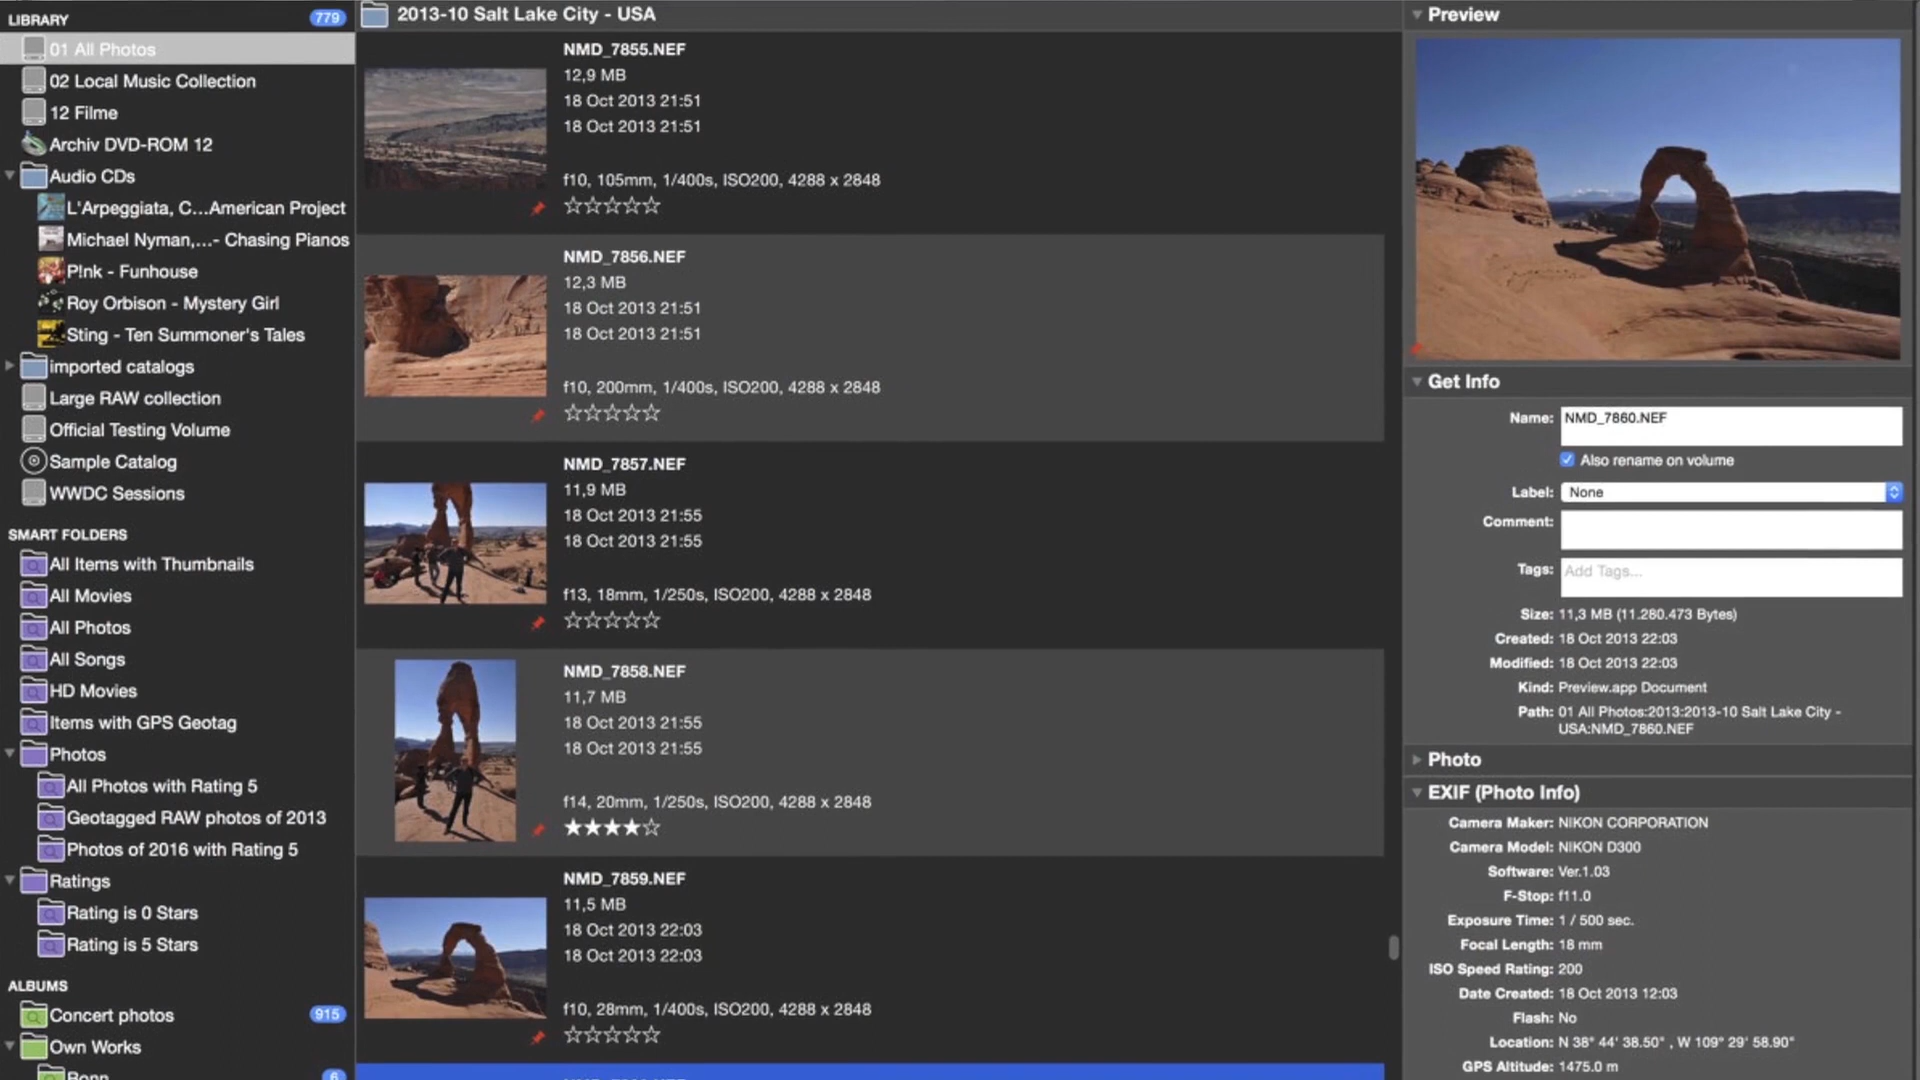 LIBRARY 779
01 All Photos
02 Local Music Collection
12 Filme
Archiv DVD-ROM 12
Audio CDs
L'Arpeggiata, C...American Project
Michael Nyman,...- Chasing Pianos
P!nk - Funhouse
Roy Orbison - Mystery Girl
Sting - Ten Summoner's Tales
imported catalogs
Large RAW collection
Official Testing Volume
Sample Catalog
WWDC Sessions
SMART FOLDERS
All Items with Thumbnails
All Movies
All Photos
All Songs
HD Movies
Items with GPS Geotag
Photos
All Photos with Rating 5
Geotagged RAW photos of 2013
Photos of 2016 with Rating 5
Ratings
Rating is 0 Stars
Rating is 5 Stars
ALBUMS
Concert photos 915
Own Works
Bonn 6
2013-10 Salt Lake City - USA
NMD_7855.NEF
12,9 MB
18 Oct 2013 21:51
18 Oct 2013 21:51
f10, 105mm, 1/400s, ISO200, 4288 x 2848
NMD_7856.NEF
12,3 MB
18 Oct 2013 21:51
18 Oct 2013 21:51
f10, 200mm, 1/400s, ISO200, 4288 x 2848
NMD_7857.NEF
11,9 MB
18 Oct 2013 21:55
18 Oct 2013 21:55
f13, 18mm, 1/250s, ISO200, 4288 x 2848
NMD_7858.NEF
11,7 MB
18 Oct 2013 21:55
18 Oct 2013 21:55
f14, 20mm, 1/250s, ISO200, 4288 x 2848
NMD_7859.NEF
11,5 MB
18 Oct 2013 22:03
18 Oct 2013 22:03
f10, 28mm, 1/400s, ISO200, 4288 x 2848
Preview
Get Info
Name: NMD_7860.NEF
Also rename on volume
Label: None
Comment:
Tags: Add Tags...
Size: 11,3 MB (11.280.473 Bytes)
Created: 18 Oct 2013 22:03
Modified: 18 Oct 2013 22:03
Kind: Preview.app Document
Path: 01 All Photos:2013:2013-10 Salt Lake City -
USA:NMD_7860.NEF
Photo
EXIF (Photo Info)
Camera Maker: NIKON CORPORATION
Camera Model: NIKON D300
Software: Ver.1.03
F-Stop: f11.0
Exposure Time: 1 / 500 sec.
Focal Length: 18 mm
ISO Speed Rating: 200
Date Created: 18 Oct 2013 12:03
Flash: No
Location: N 38° 44' 38.50" , W 109° 29' 58.90"
GPS Altitude: 1475.0 m